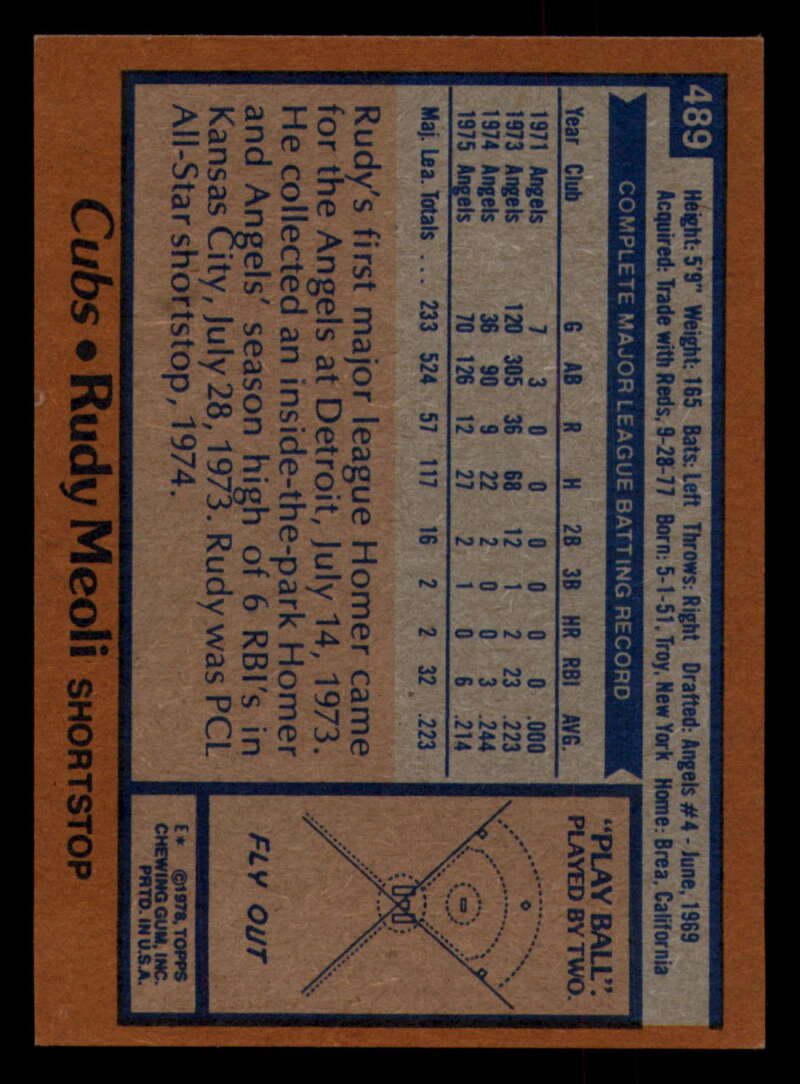 489
Height: 5'9" Weight: 165 Bats: Left Throws: Right Drafted: Angels #4 - June, 1969
Acquired: Trade with Reds, 9-28-77 Born: 5-1-51, Troy, New York Home: Brea, California
COMPLETE MAJOR LEAGUE BATTING RECORD
Year Club G AB R H 2B 3B HR RBI AVG.
1971 Angels 7 3 0 0 0 0 0 0 .000
1973 Angels 120 305 36 68 12 1 2 23 .223
1974 Angels 36 90 9 22 2 0 0 3 .244
1975 Angels 70 126 12 27 2 1 0 6 .214
Maj. Lea. Totals ... 233 524 57 117 16 2 2 32 .223
Rudy's first major league Homer came
for the Angels at Detroit, July 14, 1973.
He collected an inside-the-park Homer
and Angels' season high of 6 RBI's in
Kansas City, July 28, 1973. Rudy was PCL
All-Star shortstop, 1974.
"PLAY BALL":
PLAYED BY TWO.
FLY OUT
E* ©1978, TOPPS
CHEWING GUM, INC.
PRTD. IN U.S.A.
Cubs • Rudy Meoli SHORTSTOP